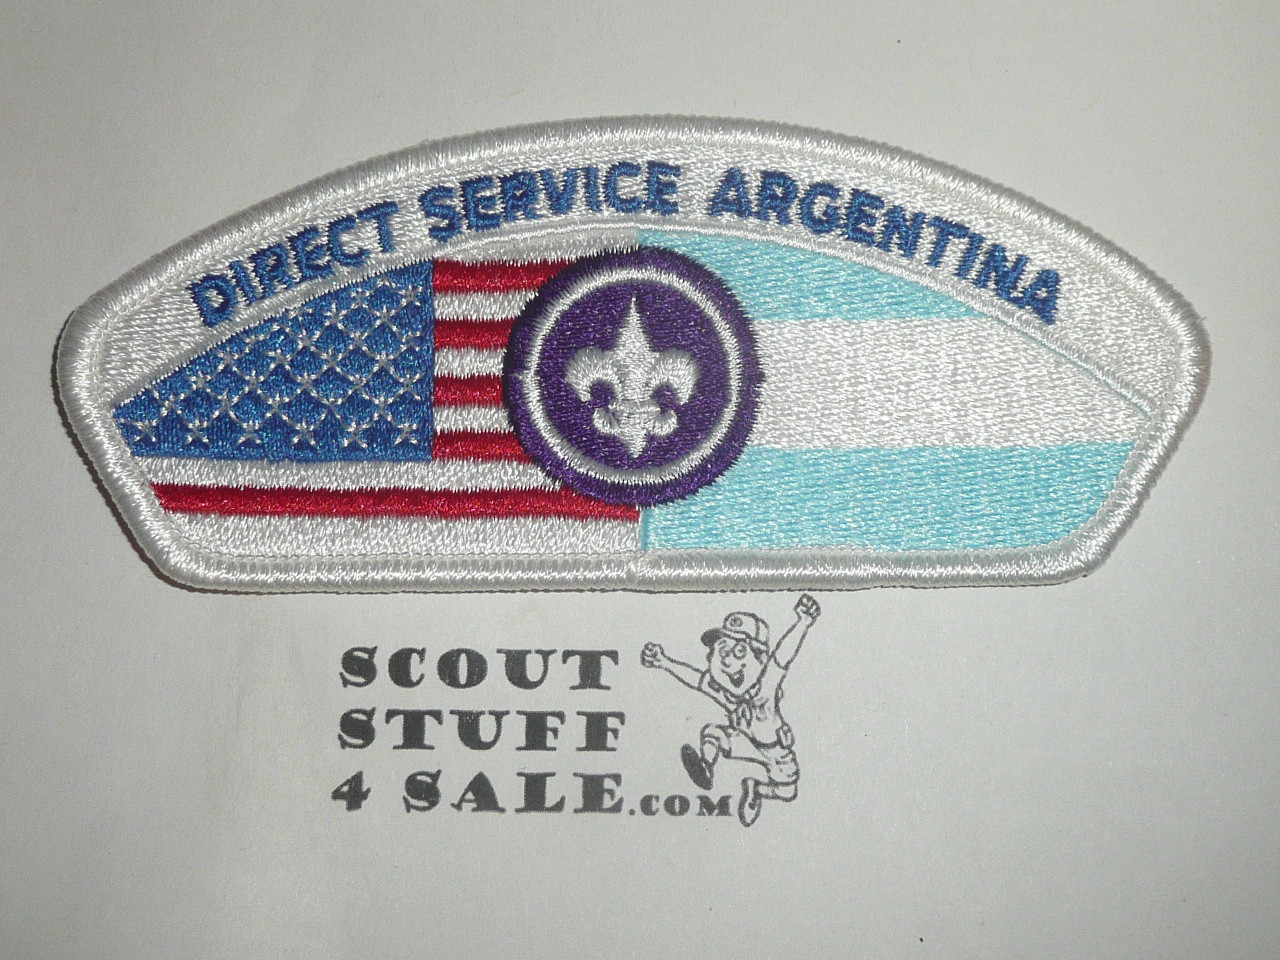 DIRECT SERVICE ARGENTINA
SCOUT
STUFF
4 SALE.COM